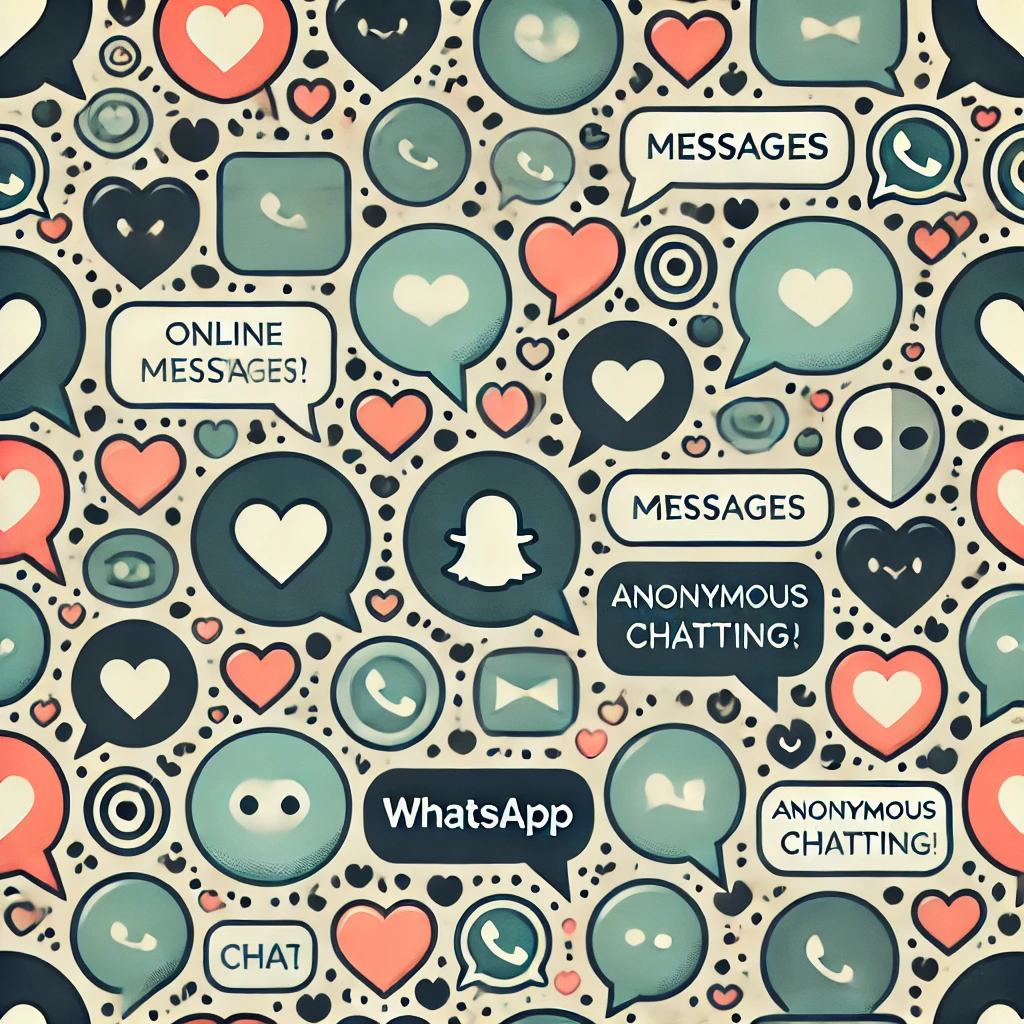 MESSAGES
ONLINE
MESSAGES!
MESSAGES
ANONYMOUS
CHATTING!
WhatsApp
ANONYMOUS
CHATTING!
CHAT